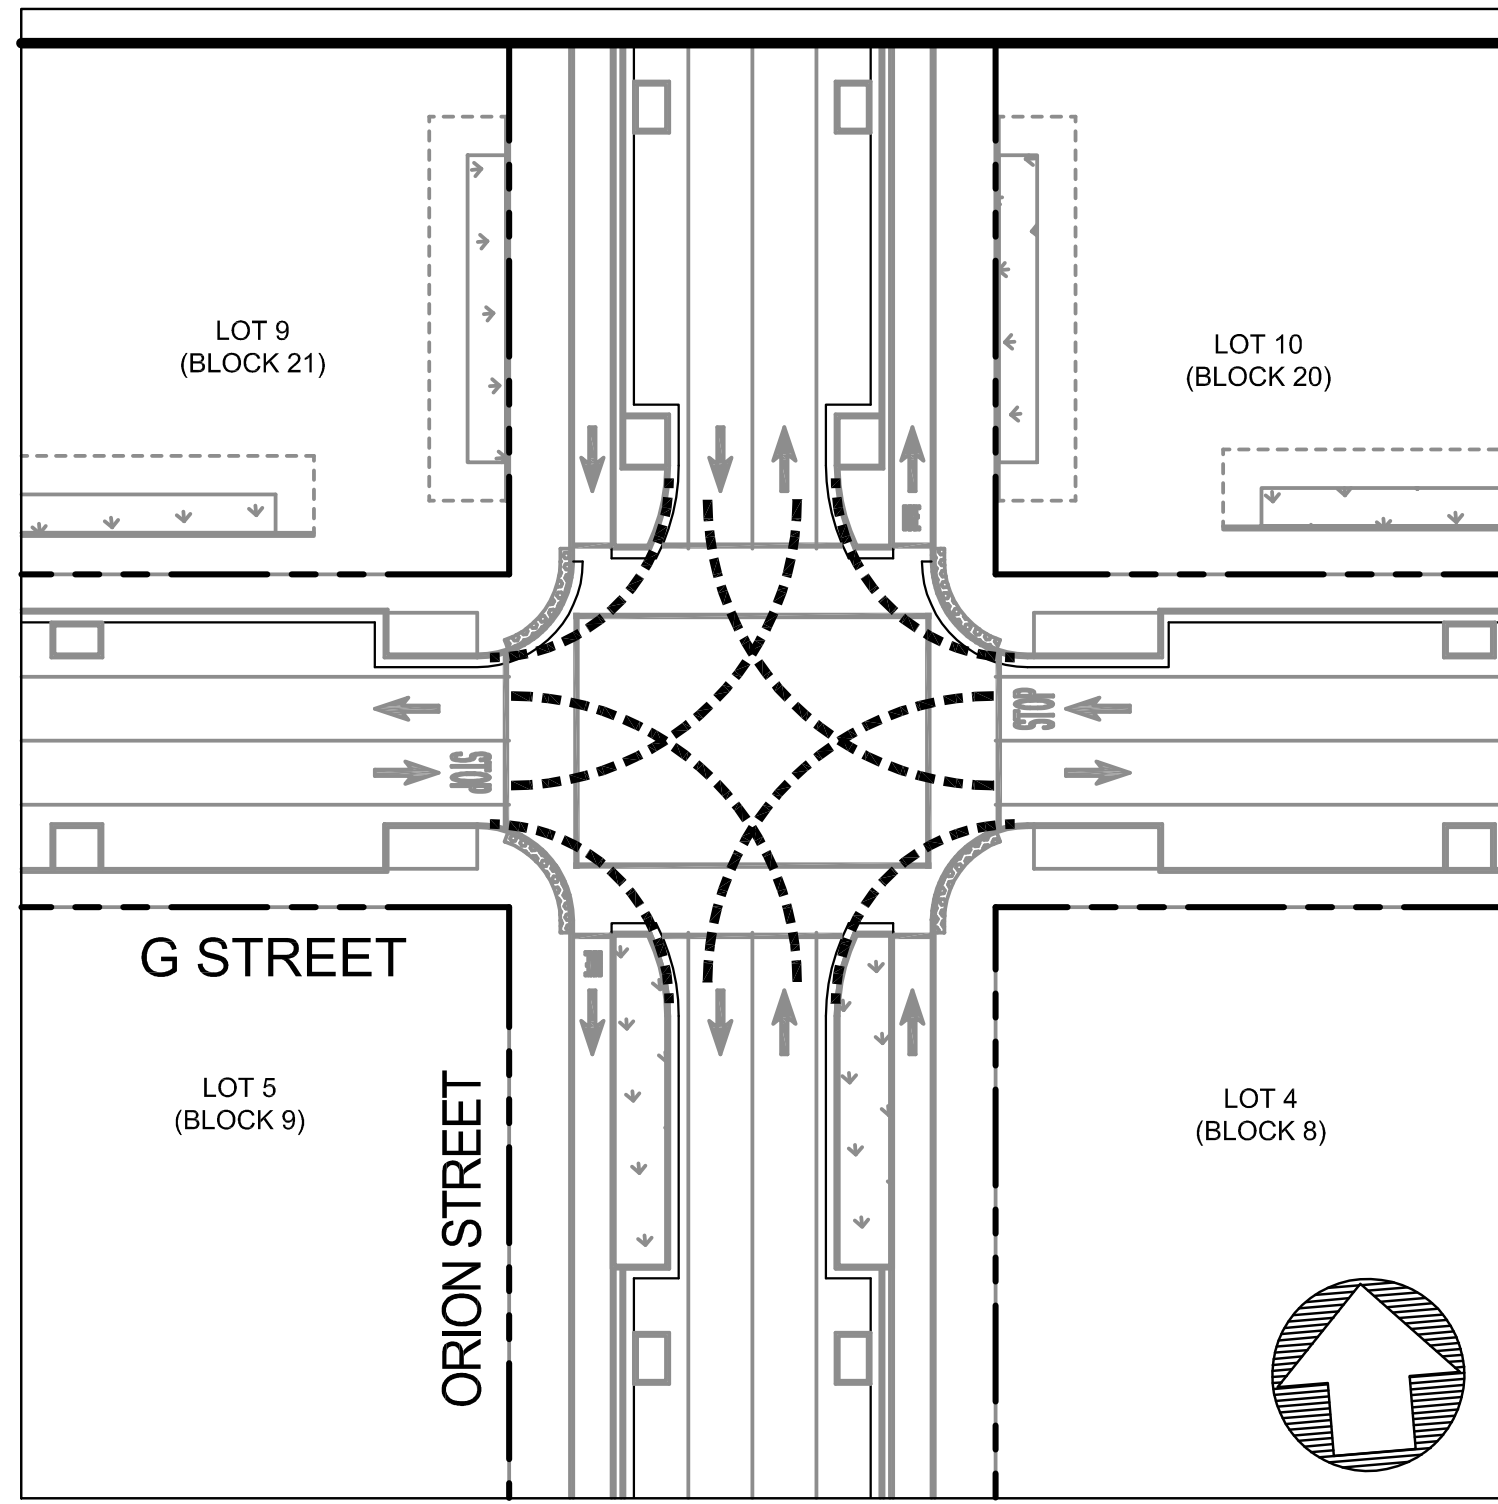 LOT 9
(BLOCK 21)
LOT 10
(BLOCK 20)
STOP
STOP
G STREET
ORION STREET
LOT 5
(BLOCK 9)
LOT 4
(BLOCK 8)